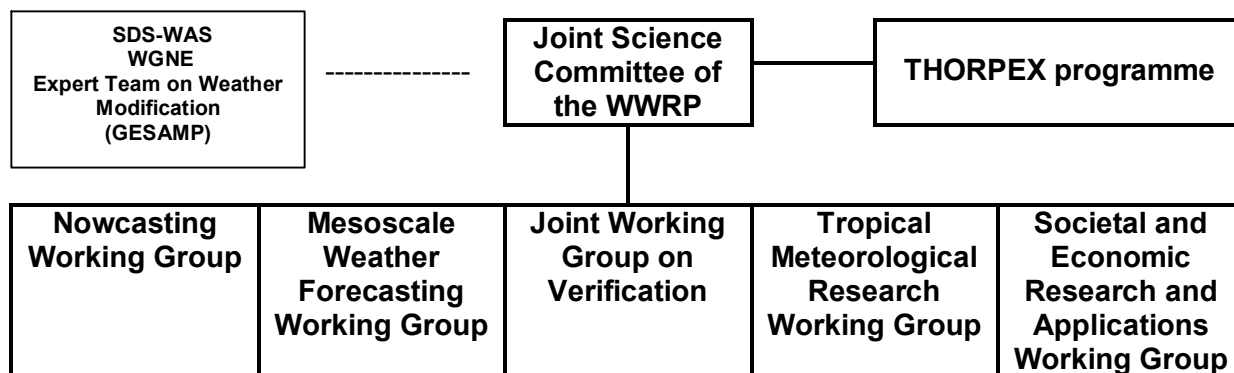 SDS-WAS
WGNE
Expert Team on Weather
Modification
(GESAMP)
---------------
Joint Science
Committee of
the WWRP
THORPEX programme
Nowcasting
Working Group
Mesoscale
Weather
Forecasting
Working Group
Joint Working
Group on
Verification
Tropical
Meteorological
Research
Working Group
Societal and
Economic
Research and
Applications
Working Group